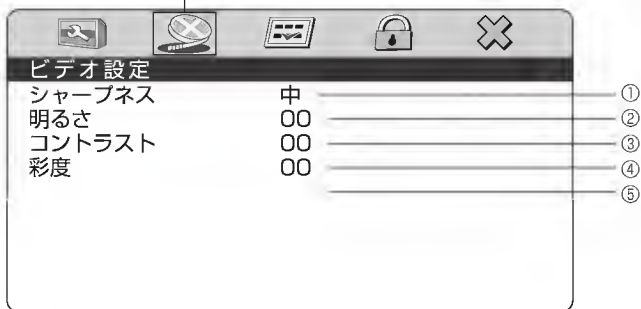 ビデオ設定
シャープネス 中 ①
明るさ 00 ②
コントラスト 00 ③
彩度 00 ④
⑤